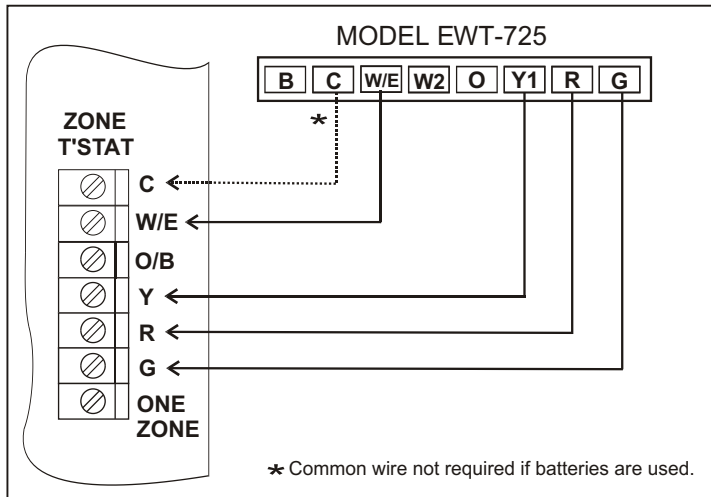 MODEL EWT-725
B C W/E W2 O Y1 R G
*
ZONE
T'STAT
C
W/E
O/B
Y
R
G
ONE
ZONE
* Common wire not required if batteries are used.